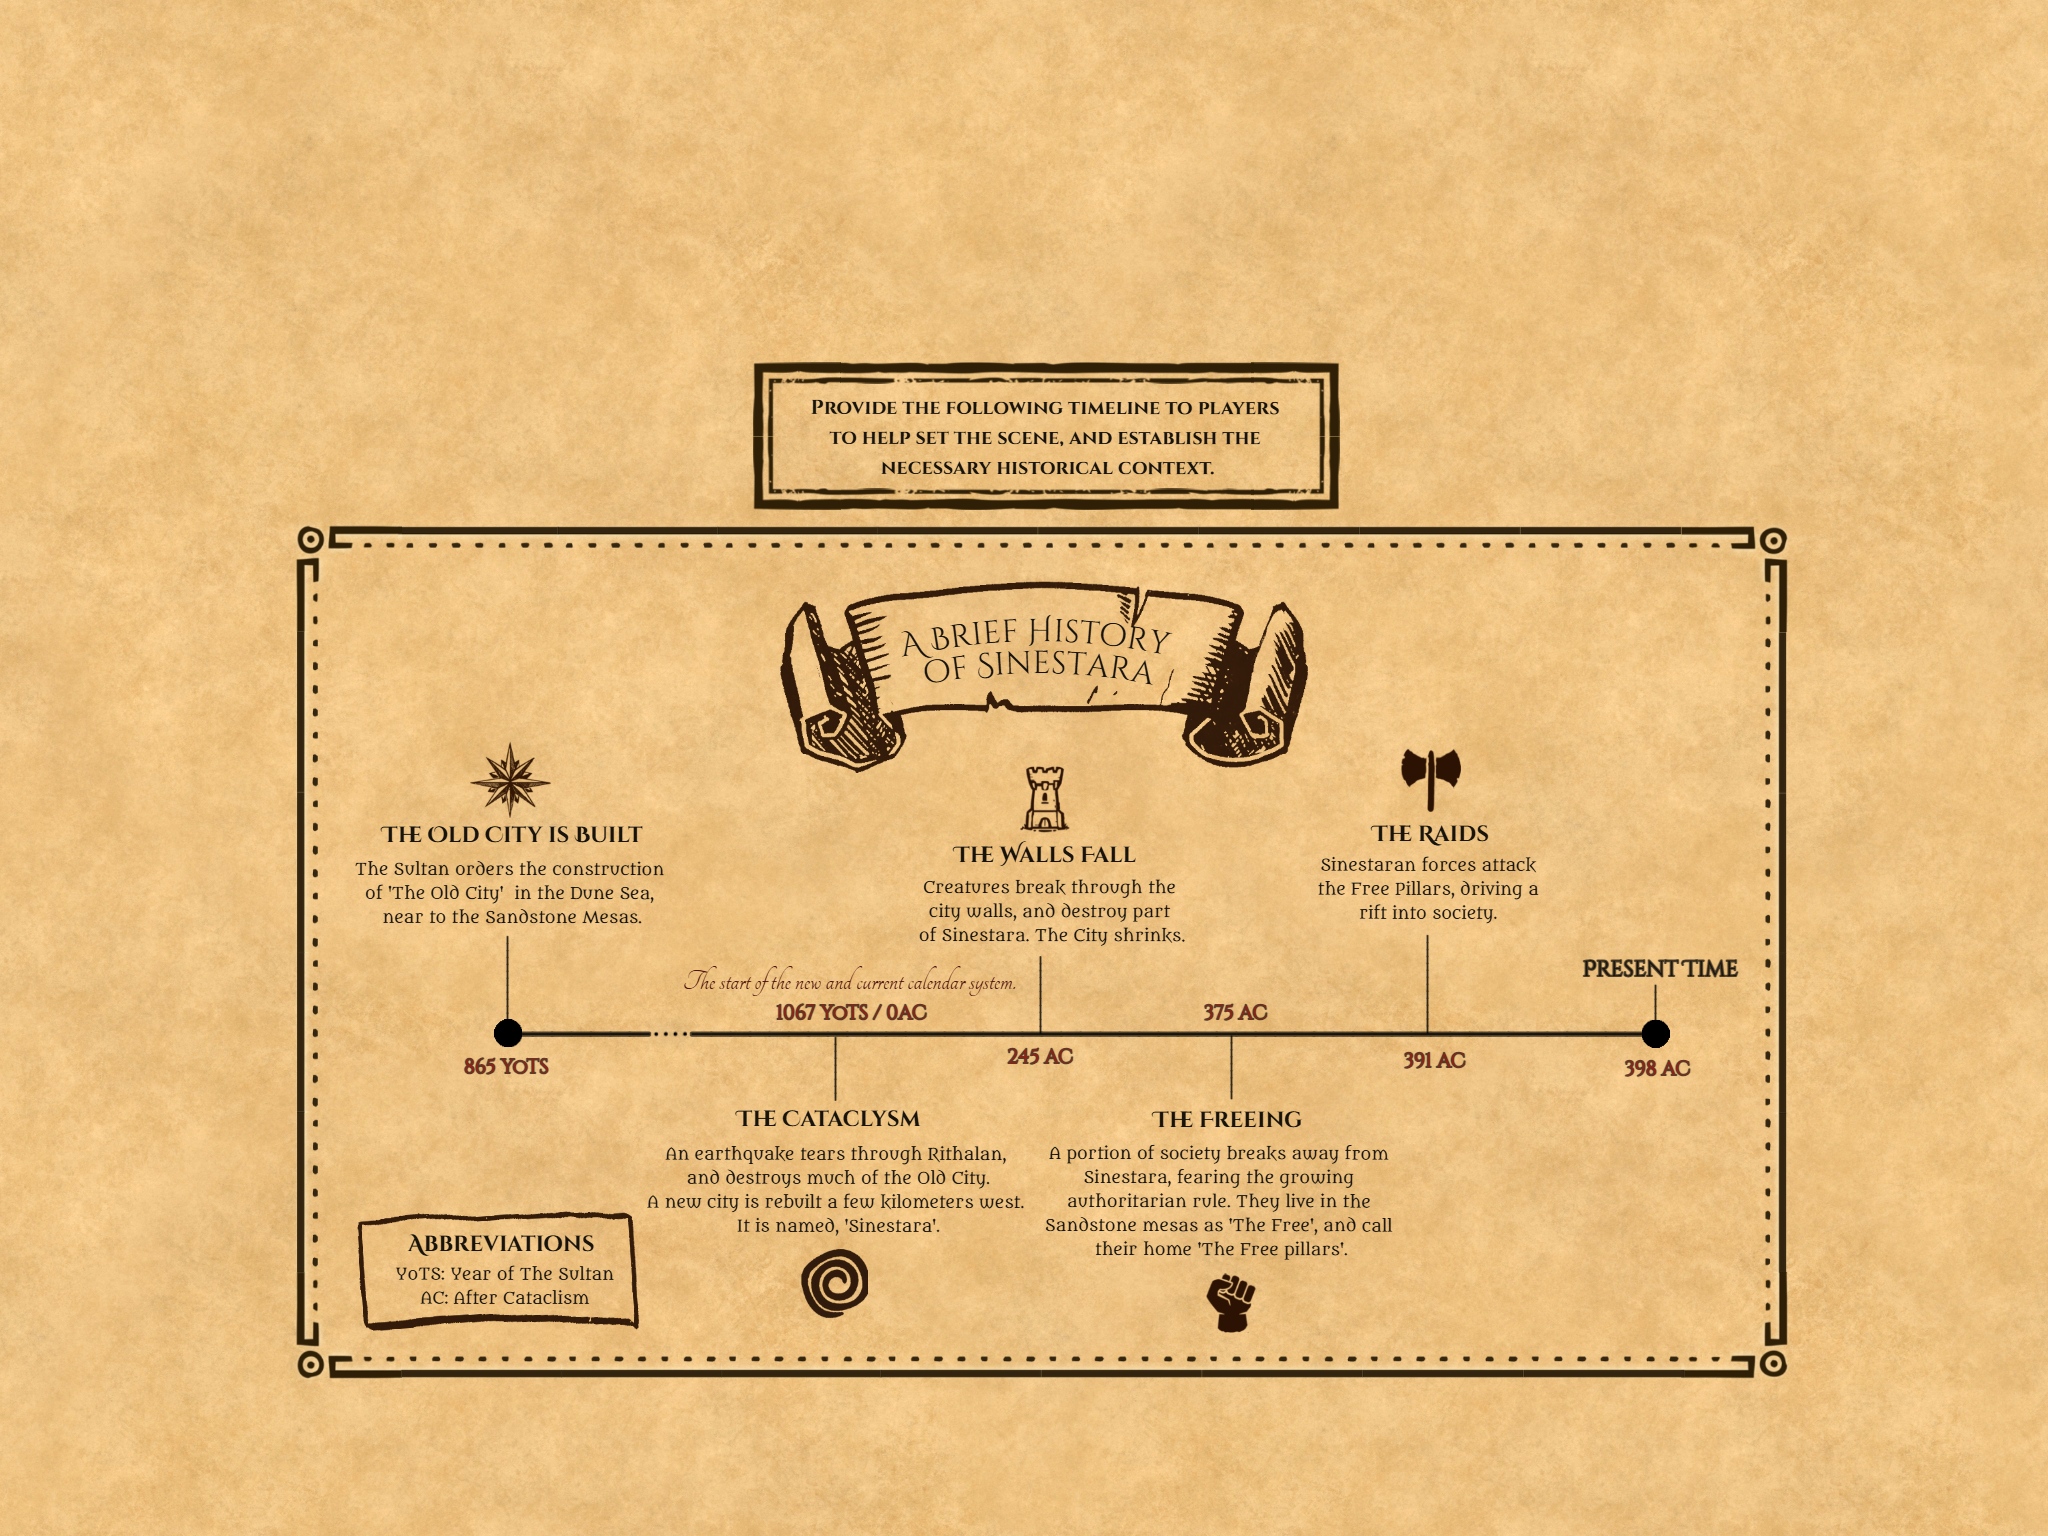 Provide the following timeline to players
to help set the scene, and establish the
necessary historical context.
A Brief History
of Sinestara
The Old City is Built
The Sultan orders the construction
of 'The Old City'  in the Dune Sea,
near to the Sandstone Mesas.
865 YoTS
The start of the new and current calendar system.
1067 YoTS / 0AC
The Cataclysm
An earthquake tears through Rithalan,
and destroys much of the Old City.
A new city is rebuilt a few kilometers west.
It is named, 'Sinestara'.
The Walls Fall
Creatures break through the
city walls, and destroy part
of Sinestara. The City shrinks.
245 AC
375 AC
The Freeing
A portion of society breaks away from
Sinestara, fearing the growing
authoritarian rule. They live in the
Sandstone mesas as 'The Free', and call
their home 'The Free pillars'.
The Raids
Sinestaran forces attack
the Free Pillars, driving a
rift into society.
391 AC
Present Time
398 AC
Abbreviations
YoTS: Year of The Sultan
AC: After Cataclism